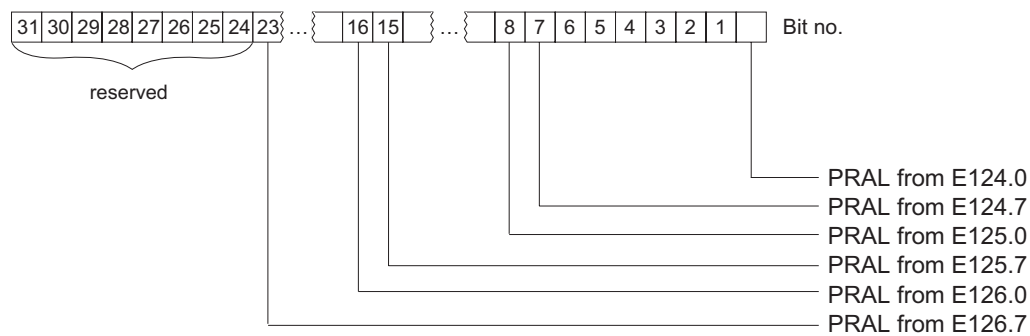 31 30 29 28 27 26 25 24 23 ... 16 15 ... 8 7 6 5 4 3 2 1 Bit no.
reserved
PRAL from E124.0
PRAL from E124.7
PRAL from E125.0
PRAL from E125.7
PRAL from E126.0
PRAL from E126.7